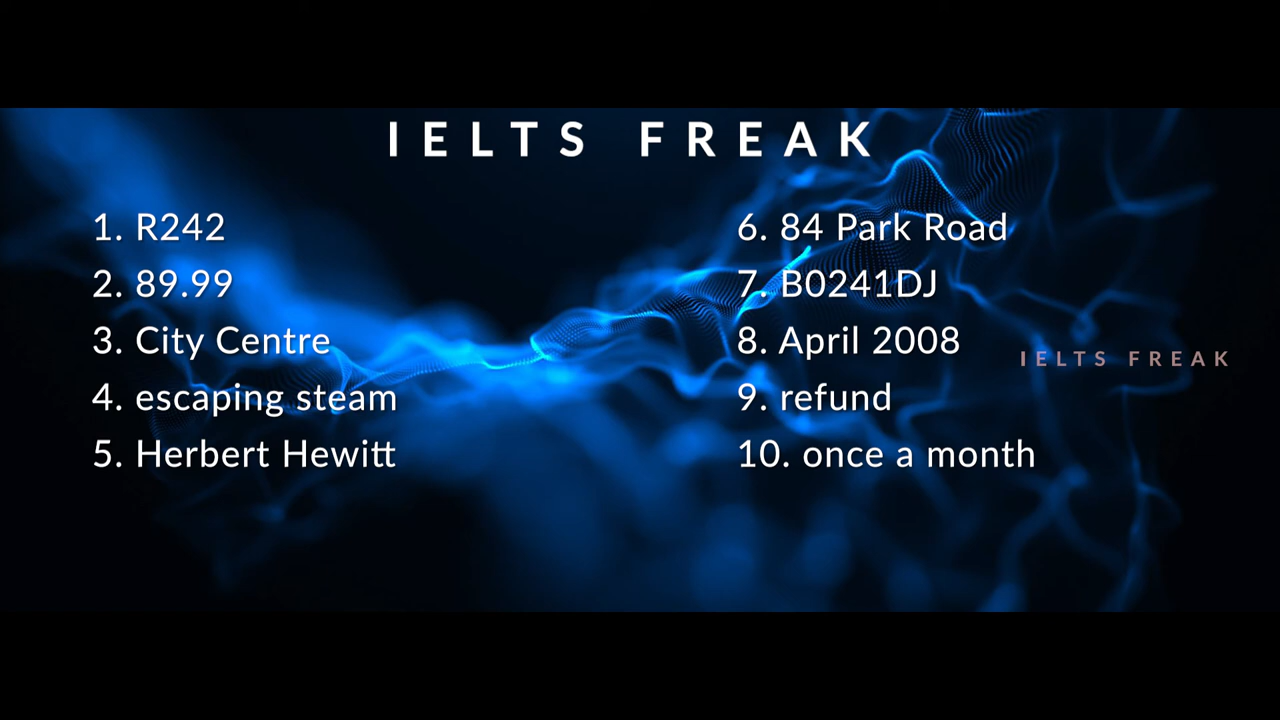 IELTS FREAK
1. R242
2. 89.99
3. City Centre
4. escaping steam
5. Herbert Hewitt
6. 84 Park Road
7. B0241DJ
8. April 2008
9. refund
10. once a month
IELTS FREAK